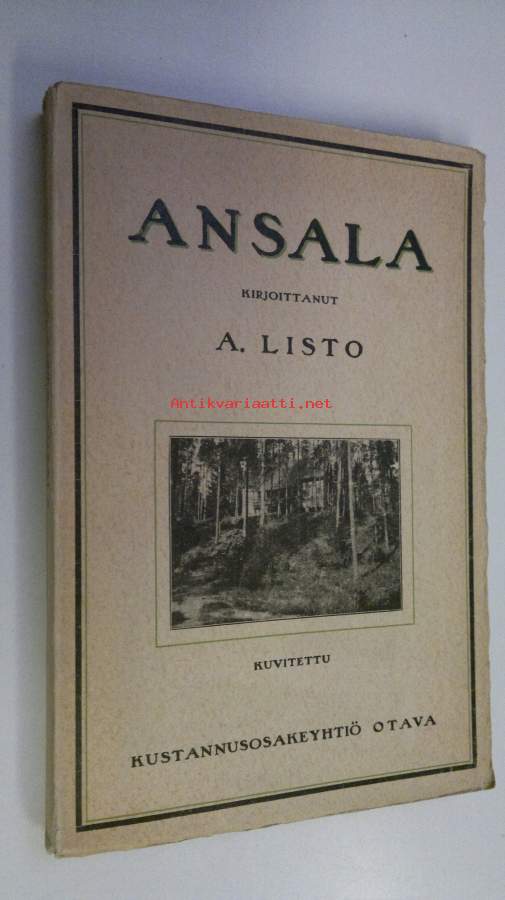 ANSALA
KIRJOITTANUT
A. LISTO
Antikvariaatti.net
KUVITETTU
KUSTANNUSOSAKEYHTIÖ OTAVA